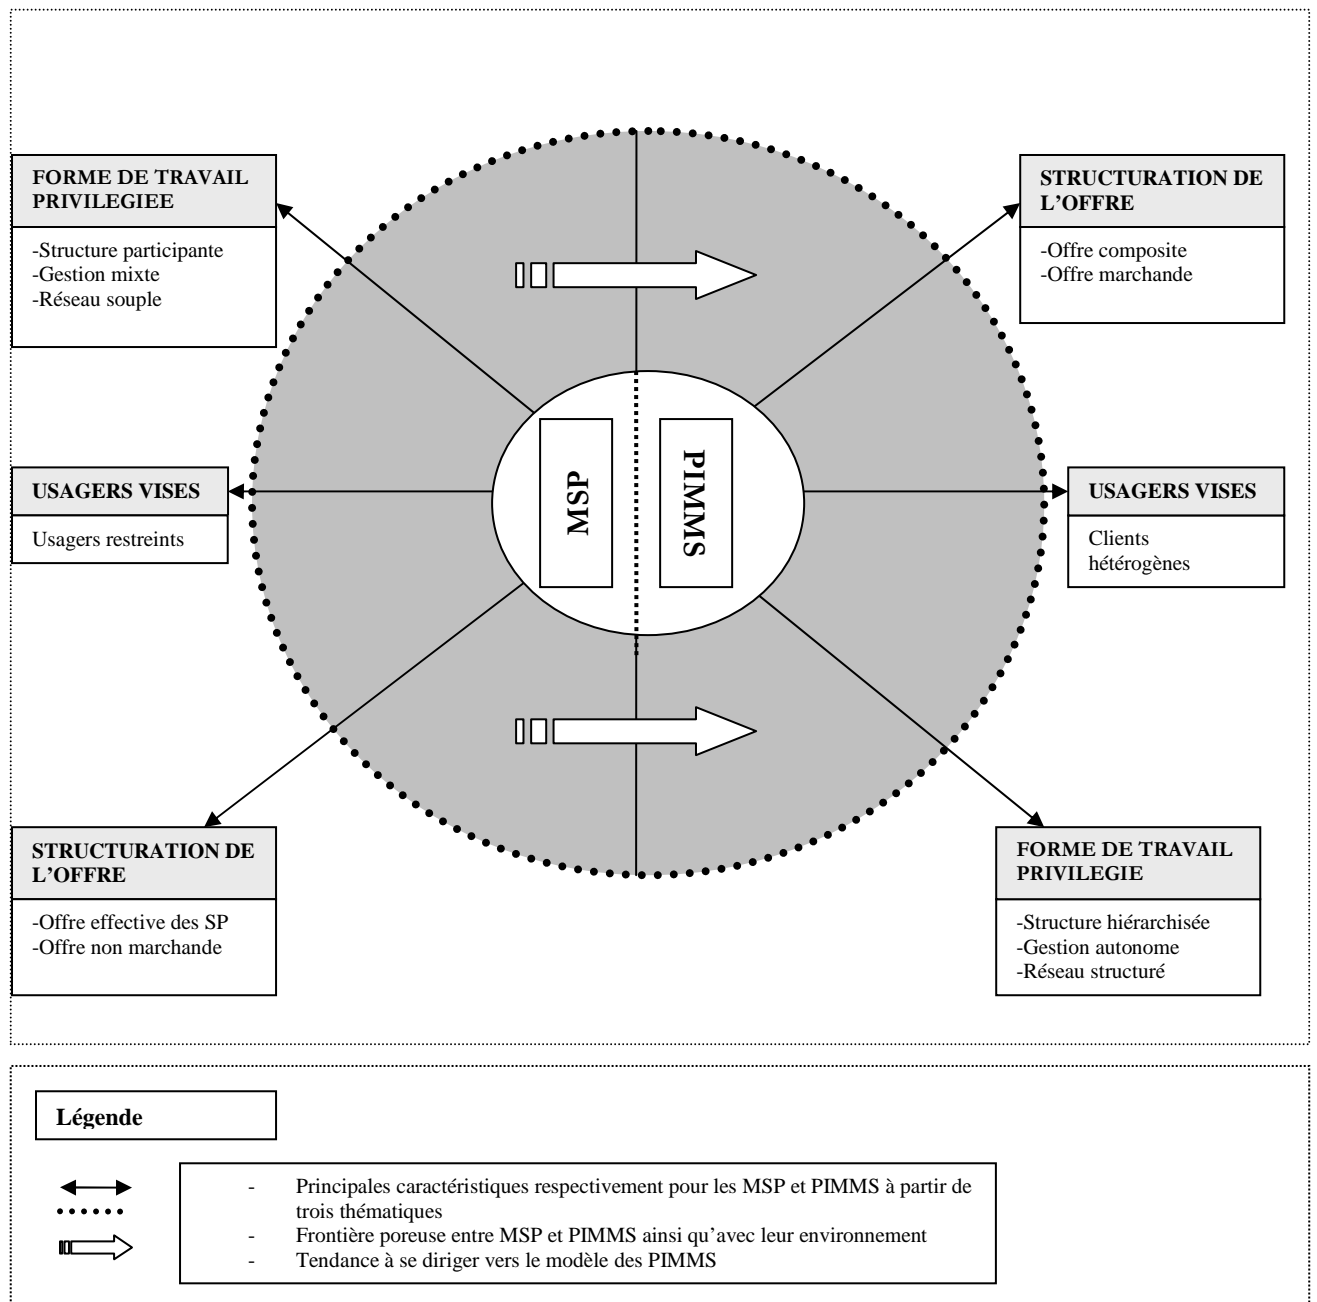 FORME DE TRAVAIL
PRIVILEGIEE
-Structure participante
-Gestion mixte
-Réseau souple
STRUCTURATION DE
L’OFFRE
-Offre composite
-Offre marchande
USAGERS VISES
Usagers restreints
MSP
PIMMS
USAGERS VISES
Clients
hétérogènes
STRUCTURATION DE
L’OFFRE
-Offre effective des SP
-Offre non marchande
FORME DE TRAVAIL
PRIVILEGIE
-Structure hiérarchisée
-Gestion autonome
-Réseau structuré
Légende
- Principales caractéristiques respectivement pour les MSP et PIMMS à partir de
trois thématiques
- Frontière poreuse entre MSP et PIMMS ainsi qu’avec leur environnement
- Tendance à se diriger vers le modèle des PIMMS